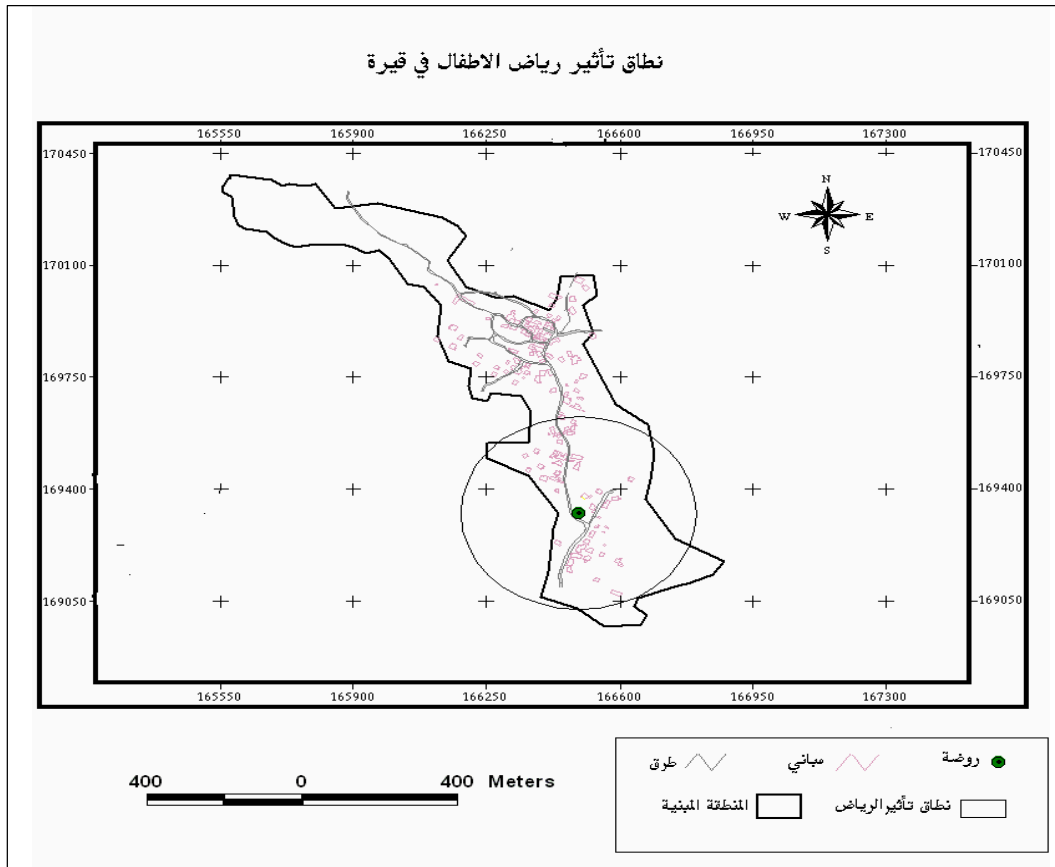 نطاق تأثير رياض الاطفال في قيرة
165550 165900 166250 166600 166950 167300
170450 170450
N
W E
S
170100 170100
169750 169750
169400 169400
169050 169050
165550 165900 166250 166600 166950 167300
400 0 400 Meters
روضة مباني طرق
نطاق تأثير الرياض المنطقة المبنية